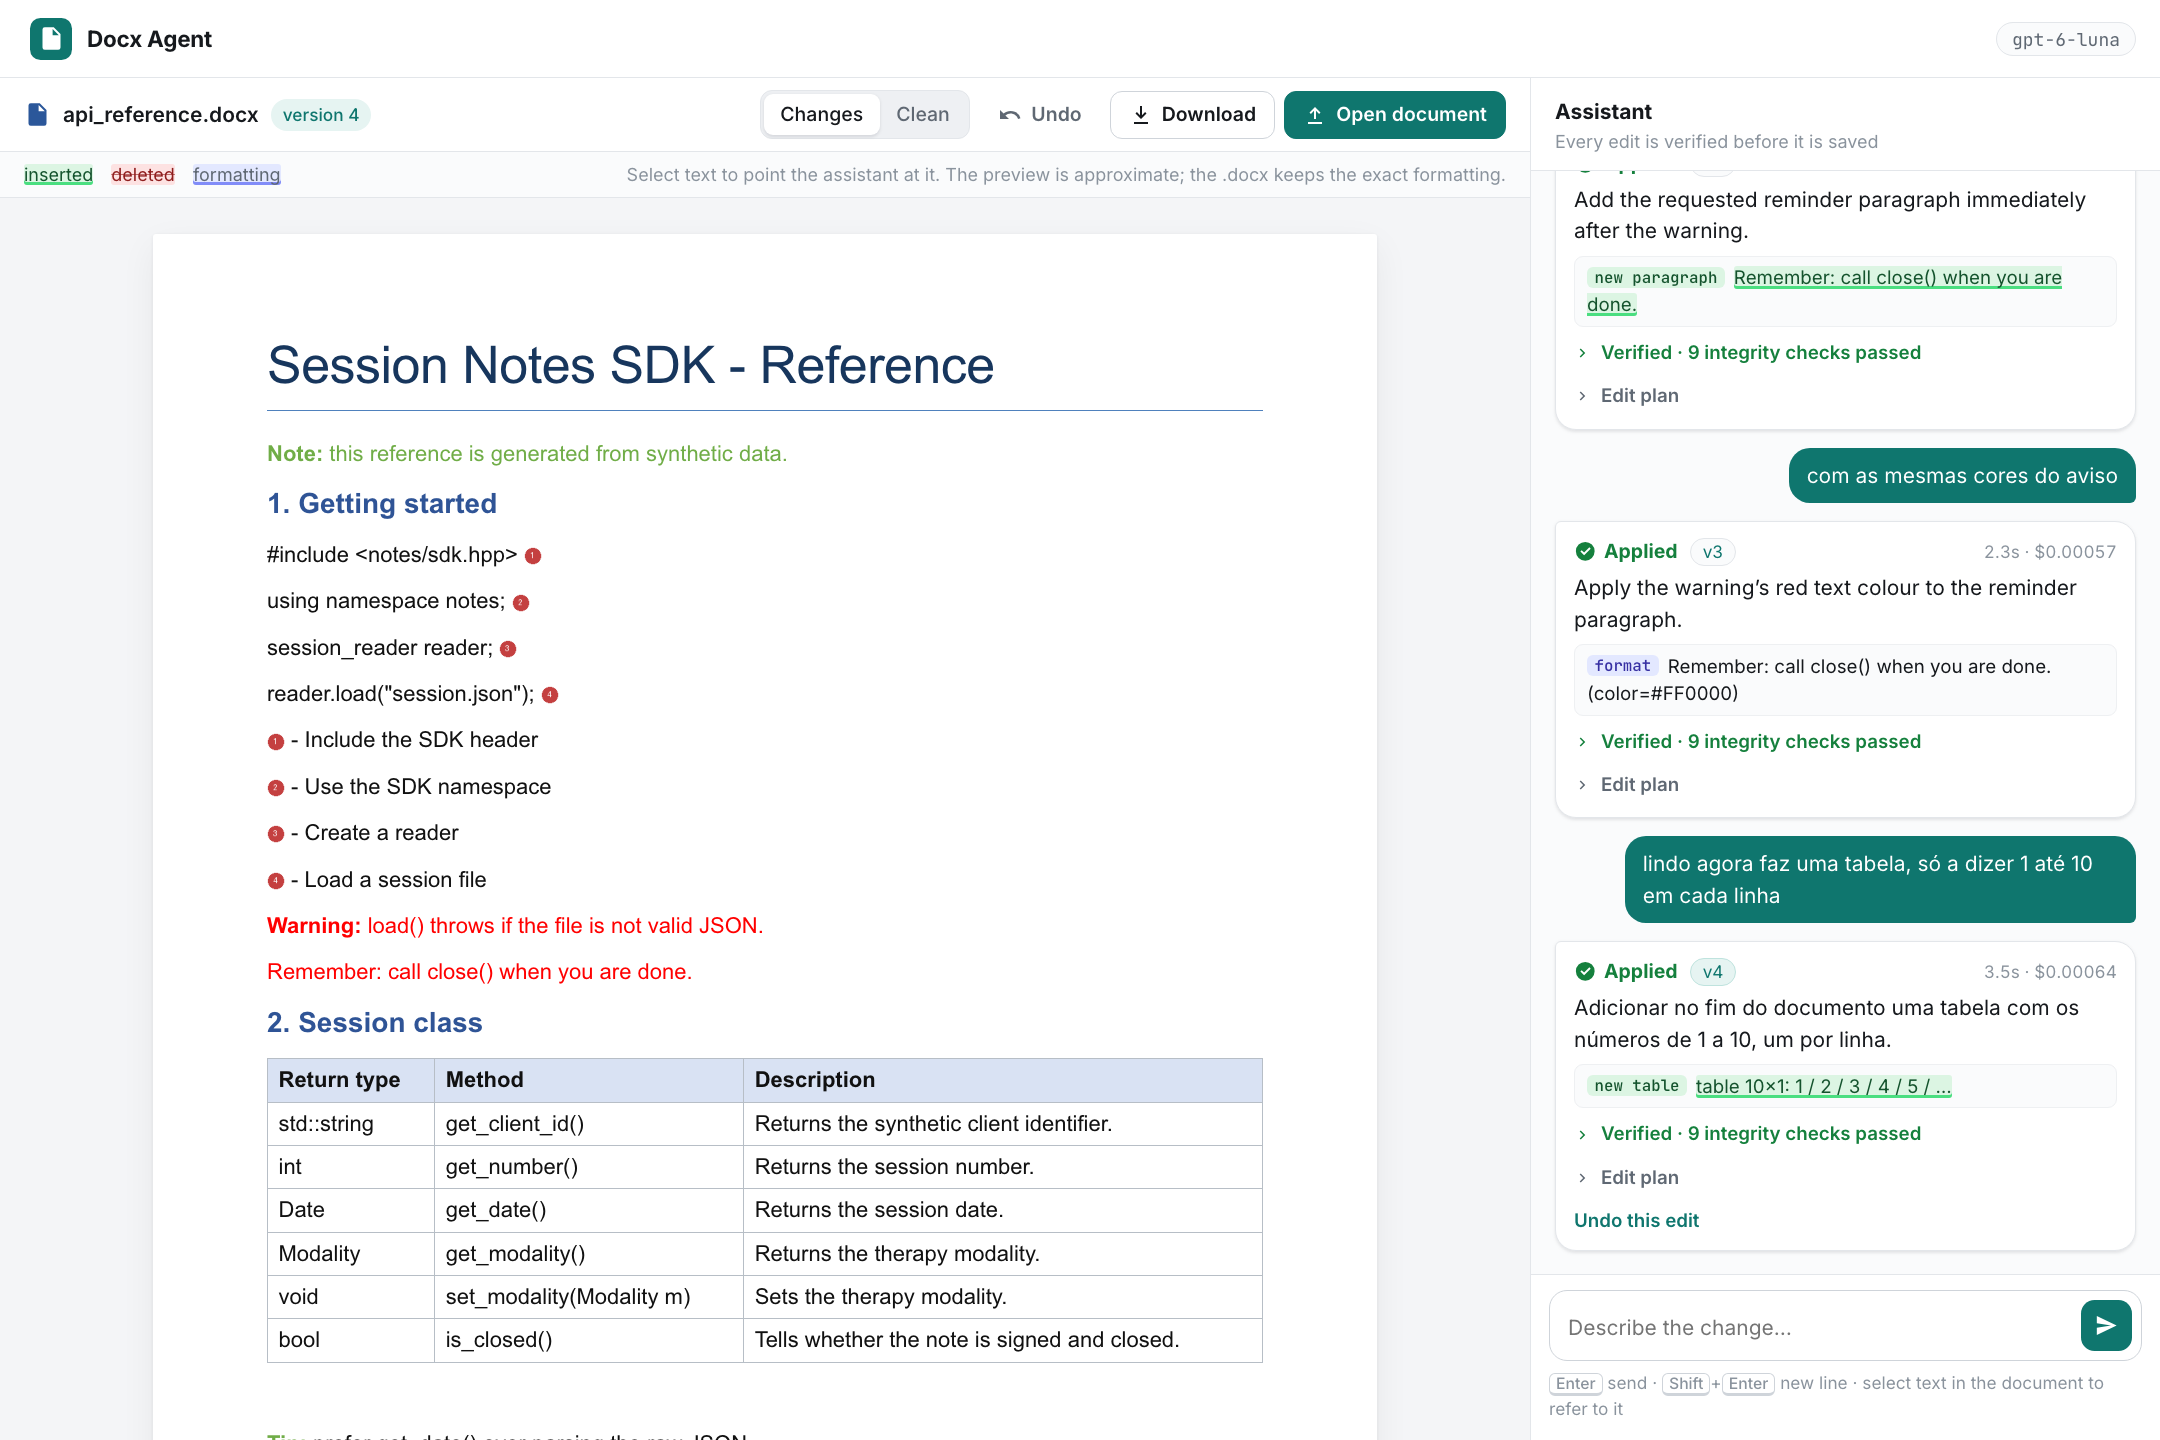 Docx Agent
gpt-6-luna
api_reference.docx version 4
Changes Clean Undo Download Open document
inserted deleted formatting
Select text to point the assistant at it. The preview is approximate; the .docx keeps the exact formatting.
Session Notes SDK - Reference
Note: this reference is generated from synthetic data.
1. Getting started
#include <notes/sdk.hpp> 1
using namespace notes; 2
session_reader reader; 3
reader.load("session.json"); 4
1 - Include the SDK header
2 - Use the SDK namespace
3 - Create a reader
4 - Load a session file
Warning: load() throws if the file is not valid JSON.
Remember: call close() when you are done.
2. Session class
Return type Method Description
std::string get_client_id() Returns the synthetic client identifier.
int get_number() Returns the session number.
Date get_date() Returns the session date.
Modality get_modality() Returns the therapy modality.
void set_modality(Modality m) Sets the therapy modality.
bool is_closed() Tells whether the note is signed and closed.
Assistant
Every edit is verified before it is saved
Add the requested reminder paragraph immediately
after the warning.
new paragraph Remember: call close() when you are
done.
Verified · 9 integrity checks passed
Edit plan
com as mesmas cores do aviso
Applied v3 2.3s · $0.00057
Apply the warning’s red text colour to the reminder
paragraph.
format Remember: call close() when you are done.
(color=#FF0000)
Verified · 9 integrity checks passed
Edit plan
lindo agora faz uma tabela, só a dizer 1 até 10
em cada linha
Applied v4 3.5s · $0.00064
Adicionar no fim do documento uma tabela com os
números de 1 a 10, um por linha.
new table table 10×1: 1 / 2 / 3 / 4 / 5 / ...
Verified · 9 integrity checks passed
Edit plan
Undo this edit
Describe the change...
Enter send · Shift+Enter new line · select text in the document to
refer to it